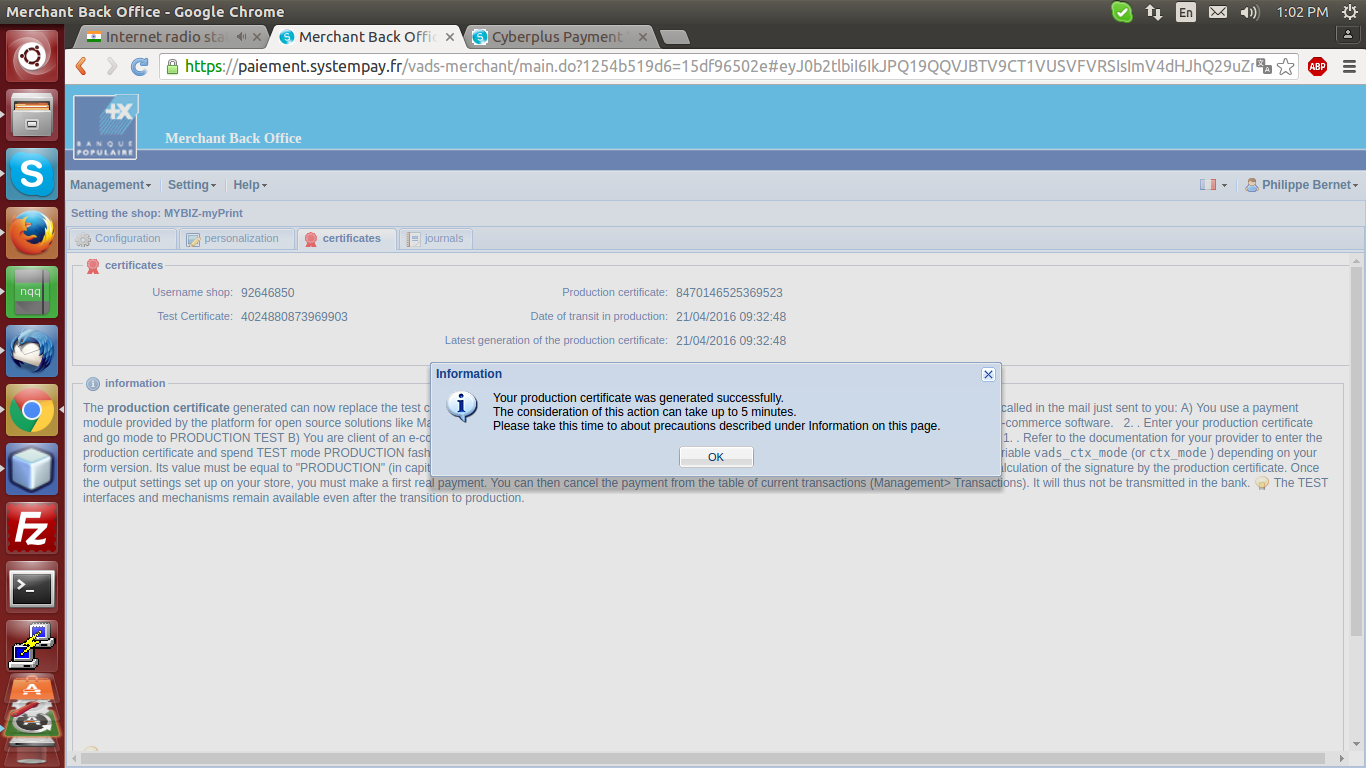 Merchant Back Office - Google Chrome
En
1:02 PM
Internet radio sta
Merchant Back Offic
Cyberplus Payment
https://paiement.systempay.fr/vads-merchant/main.do?1254b519d6=15df96502e#eyJ0b2tlbiI6IkJPQ19QQVJBTV9CT1VUSVFVRSIsImV4dHJhQ29uZr
ABP
BANQUE
POPULAIRE
Merchant Back Office
Management
Setting
Help
Philippe Bernet
Setting the shop: MYBIZ-myPrint
Configuration
personalization
certificates
journals
certificates
Username shop: 92646850
Production certificate: 8470146525369523
Test Certificate: 4024880873969903
Date of transit in production: 21/04/2016 09:32:48
Latest generation of the production certificate: 21/04/2016 09:32:48
information
The production certificate generated can now replace the test c
called in the mail just sent to you: A) You use a payment
module provided by the platform for open source solutions like Ma
-commerce software. 2. . Enter your production certificate
and go mode to PRODUCTION TEST B) You are client of an e-co
1. . Refer to the documentation for your provider to enter the
production certificate and spend TEST mode PRODUCTION fash
riable vads_ctx_mode (or ctx_mode ) depending on your
form version. Its value must be equal to "PRODUCTION" (in capit
alculation of the signature by the production certificate. Once
the output settings set up on your store, you must make a first real payment. You can then cancel the payment from the table of current transactions (Management> Transactions). It will thus not be transmitted in the bank. The TEST
interfaces and mechanisms remain available even after the transition to production.
Information
Your production certificate was generated successfully.
The consideration of this action can take up to 5 minutes.
Please take this time to about precautions described under Information on this page.
OK
nqq